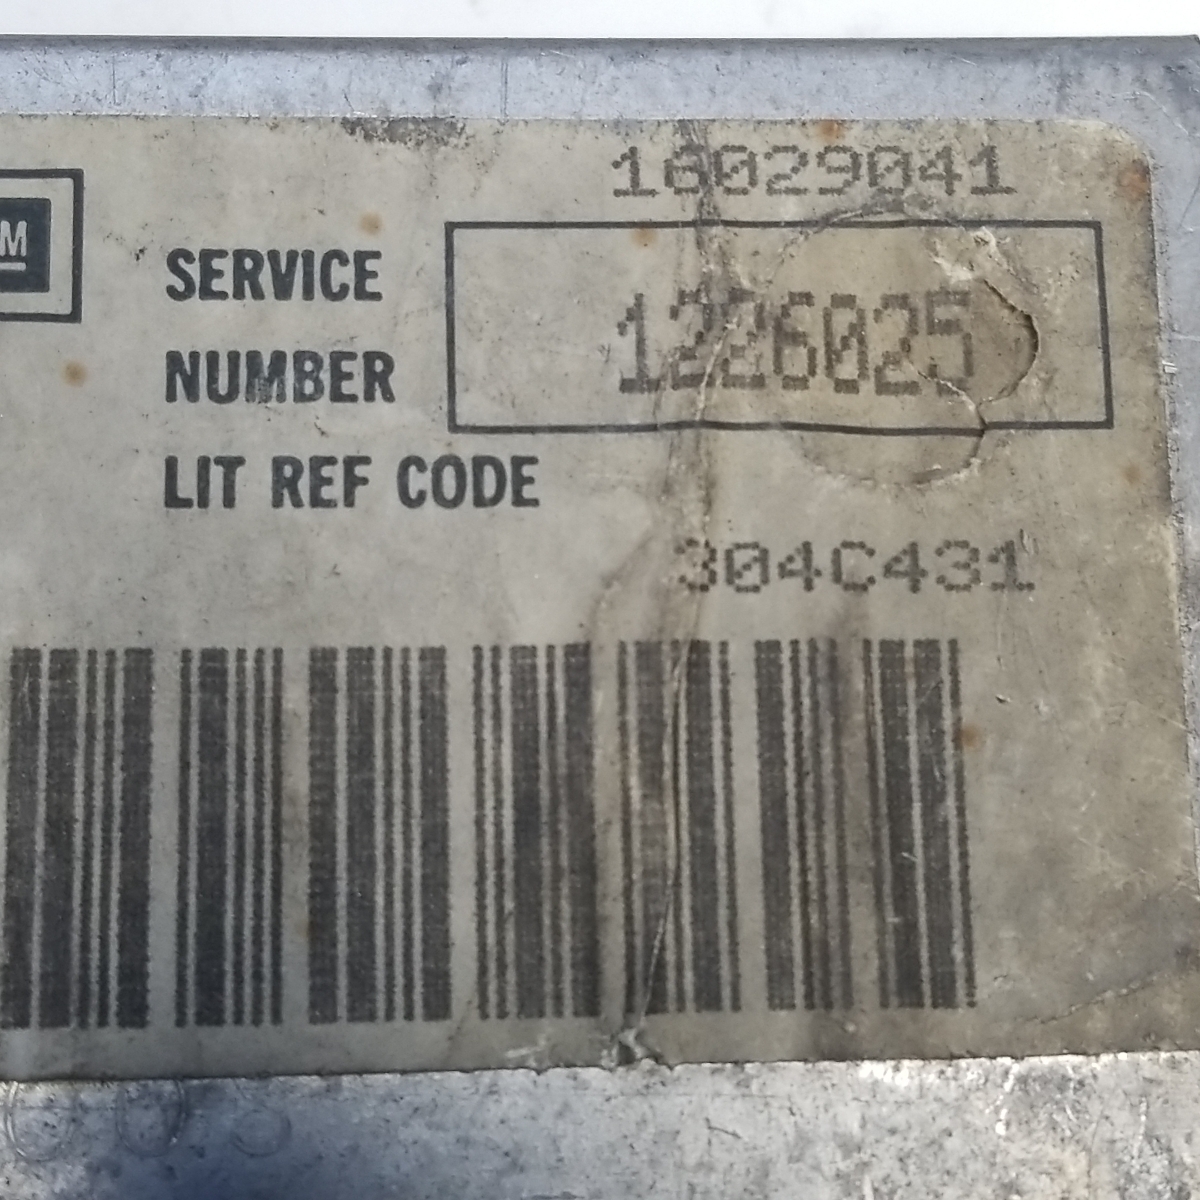 16029041
M
SERVICE
NUMBER
1226025
LIT REF CODE
304C431